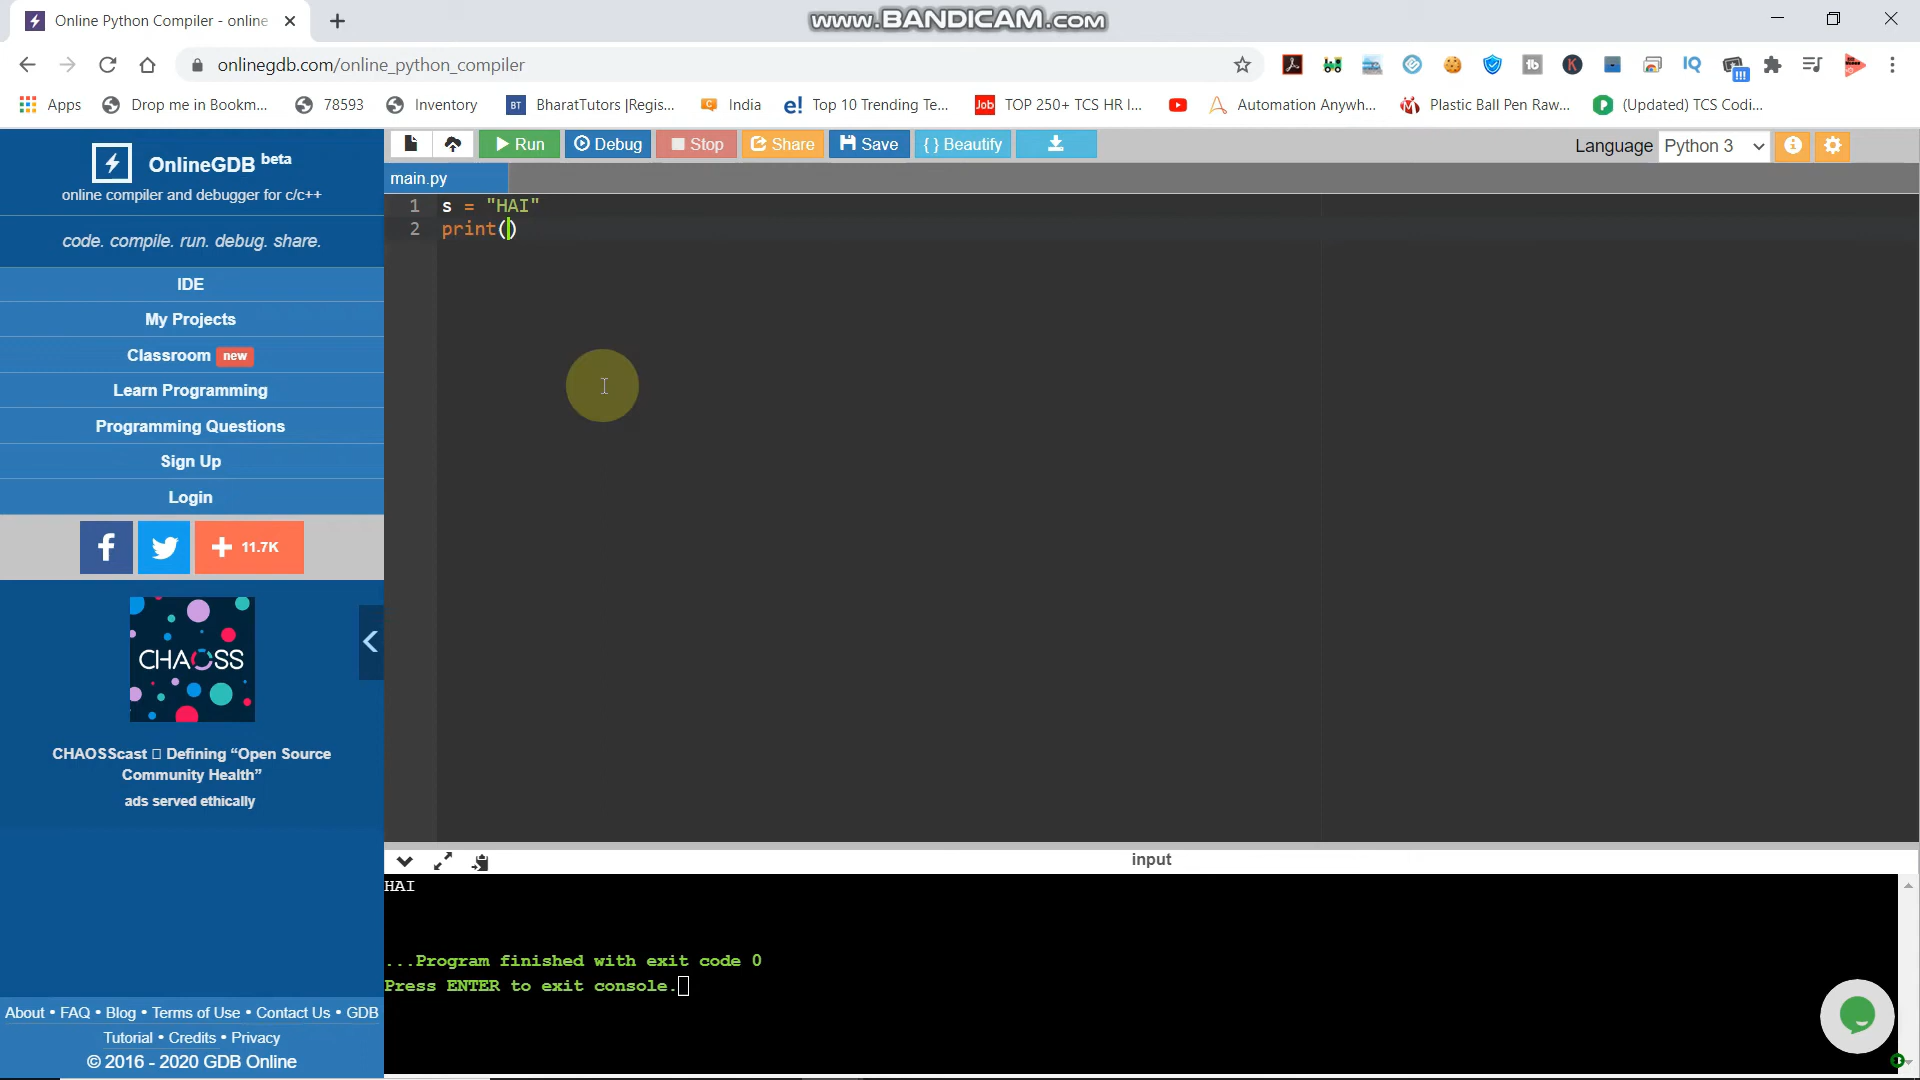 Online Python Compiler - online
www.BANDICAM.com
onlinegdb.com/online_python_compiler
Apps Drop me in Bookm... 78593 Inventory BharatTutors |Regis... India Top 10 Trending Te... TOP 250+ TCS HR I... Automation Anywh... Plastic Ball Pen Raw... (Updated) TCS Codi...
OnlineGDB beta
online compiler and debugger for c/c++
code. compile. run. debug. share.
IDE
My Projects
Classroom new
Learn Programming
Programming Questions
Sign Up
Login
11.7K
CHAOSS
CHAOSScast Defining “Open Source
Community Health”
ads served ethically
About • FAQ • Blog • Terms of Use • Contact Us • GDB
Tutorial • Credits • Privacy
© 2016 - 2020 GDB Online
Run Debug Stop Share Save { } Beautify
Language Python 3
main.py
1 s = "HAI"
2 print()
input
HAI
...Program finished with exit code 0
Press ENTER to exit console.